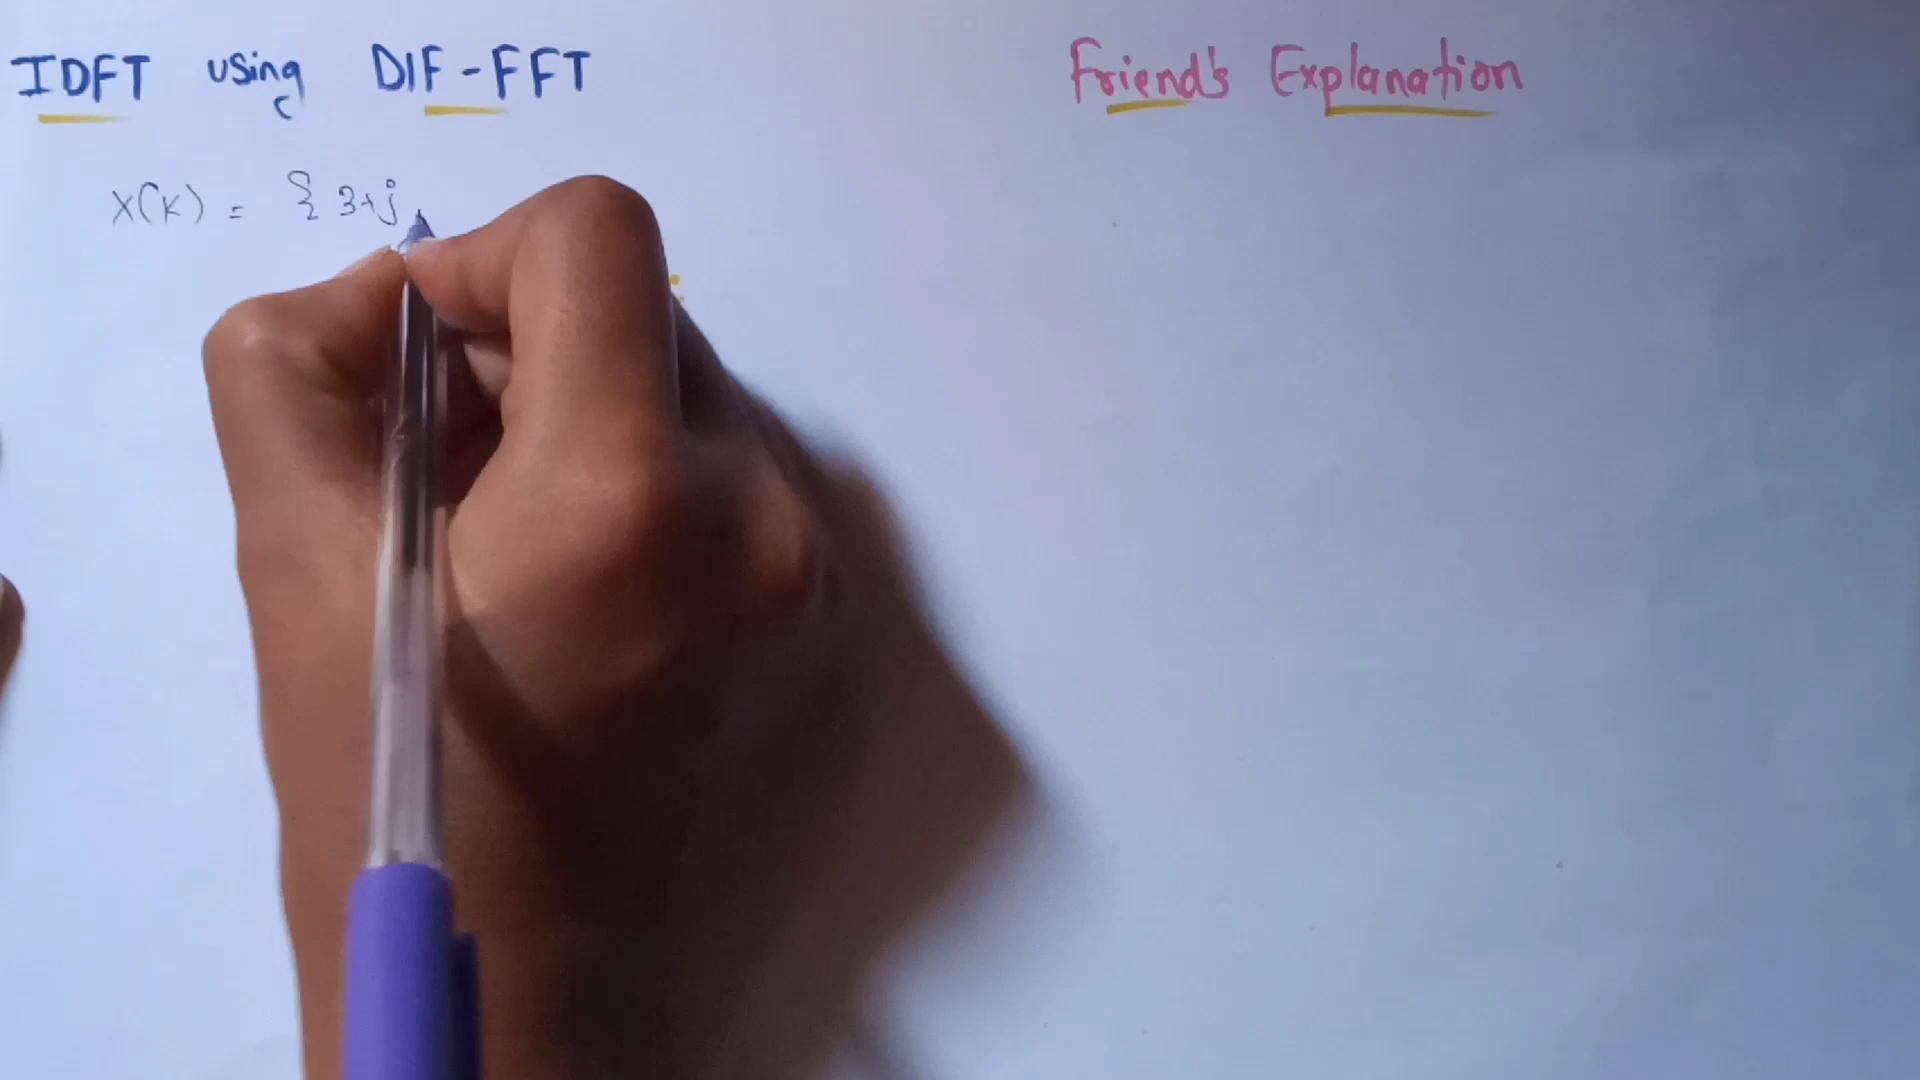 IDFT using DIF-FFT
Friend's Explanation
X(K) = { 3+j